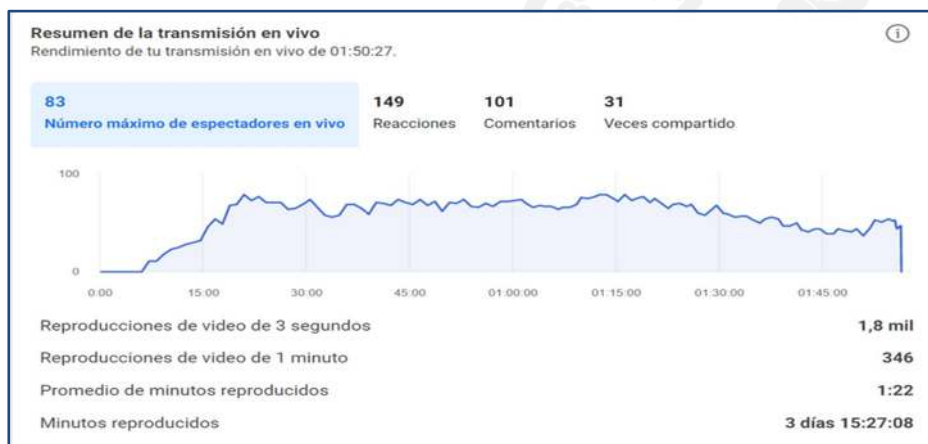 Resumen de la transmisión en vivo
Rendimiento de tu transmisión en vivo de 01:50:27.
83 149 101 31
Número máximo de espectadores en vivo Reacciones Comentarios Veces compartido
100
0
0:00 15:00 30:00 45:00 01:00:00 01:15:00 01:30:00 01:45:00
Reproducciones de video de 3 segundos 1,8 mil
Reproducciones de video de 1 minuto 346
Promedio de minutos reproducidos 1:22
Minutos reproducidos 3 días 15:27:08